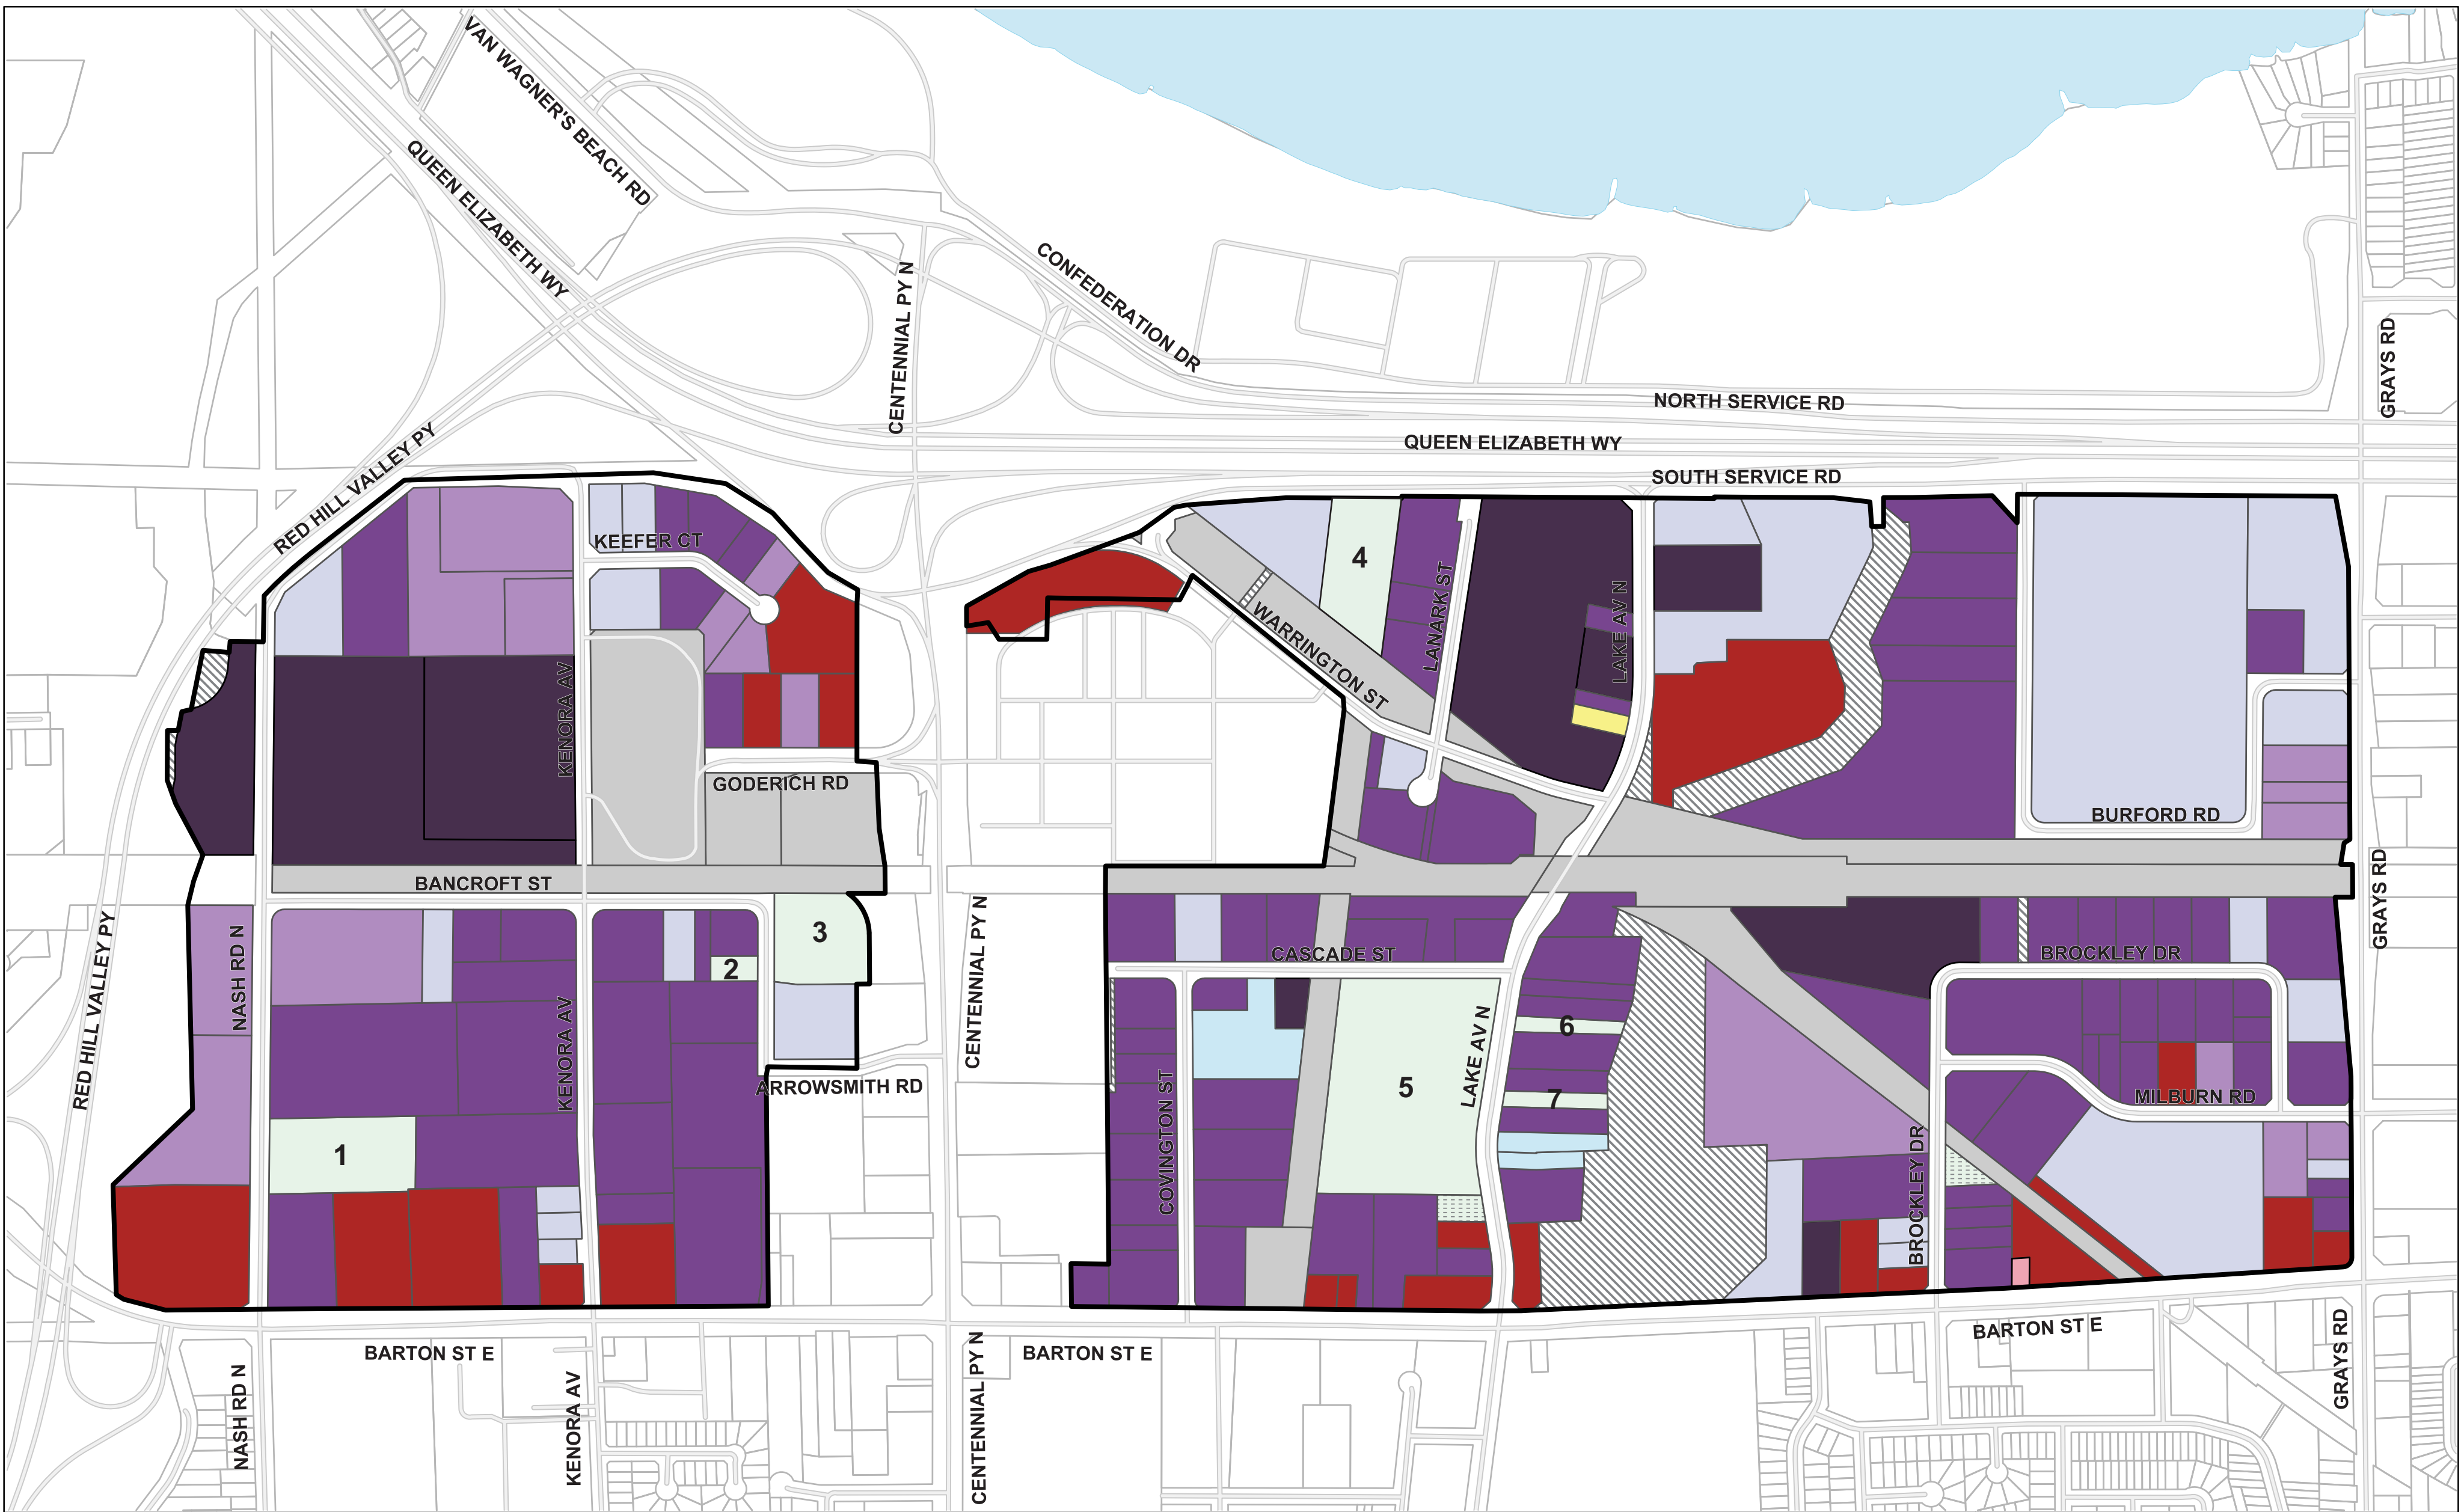 VAN WAGNER'S BEACH RD
QUEEN ELIZABETH WY
CONFEDERATION DR
CENTENNIAL PY N
GRAYS RD
NORTH SERVICE RD
QUEEN ELIZABETH WY
SOUTH SERVICE RD
RED HILL VALLEY PY
KEEFER CT
4
LANARK ST
LAKE AV N
WARRINGTON ST
KENORA AV
GODERICH RD
BURFORD RD
BANCROFT ST
GRAYS RD
3
NASH RD N
CENTENNIAL PY N
CASCADE ST
BROCKLEY DR
2
RED HILL VALLEY PY
KENORA AV
6
LAKE AV N
5
7
ARROWSMITH RD
MILBURN RD
COVINGTON ST
1
BROCKLEY DR
BARTON ST E
BARTON ST E
BARTON ST E
GRAYS RD
NASH RD N
KENORA AV
CENTENNIAL PY N